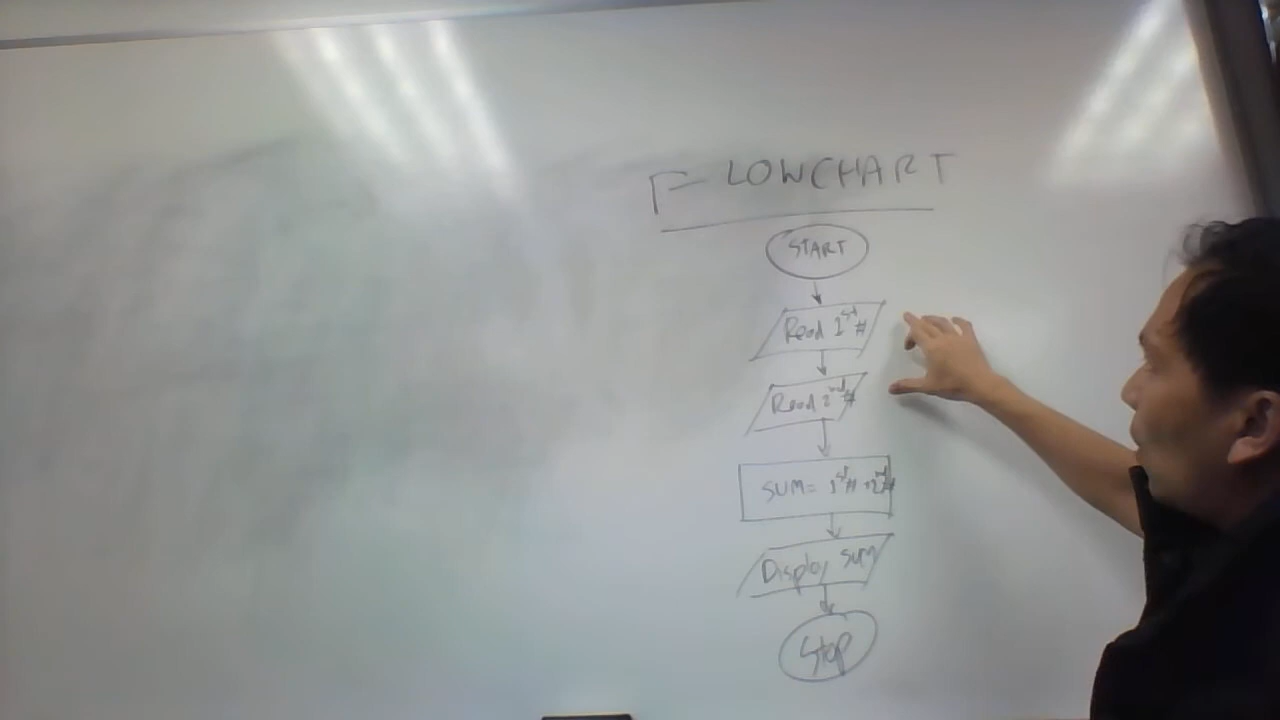 FLOWCHART
START
Read 1st #
Read 2nd #
SUM = 1st # + 2nd #
Display SUM
Stop